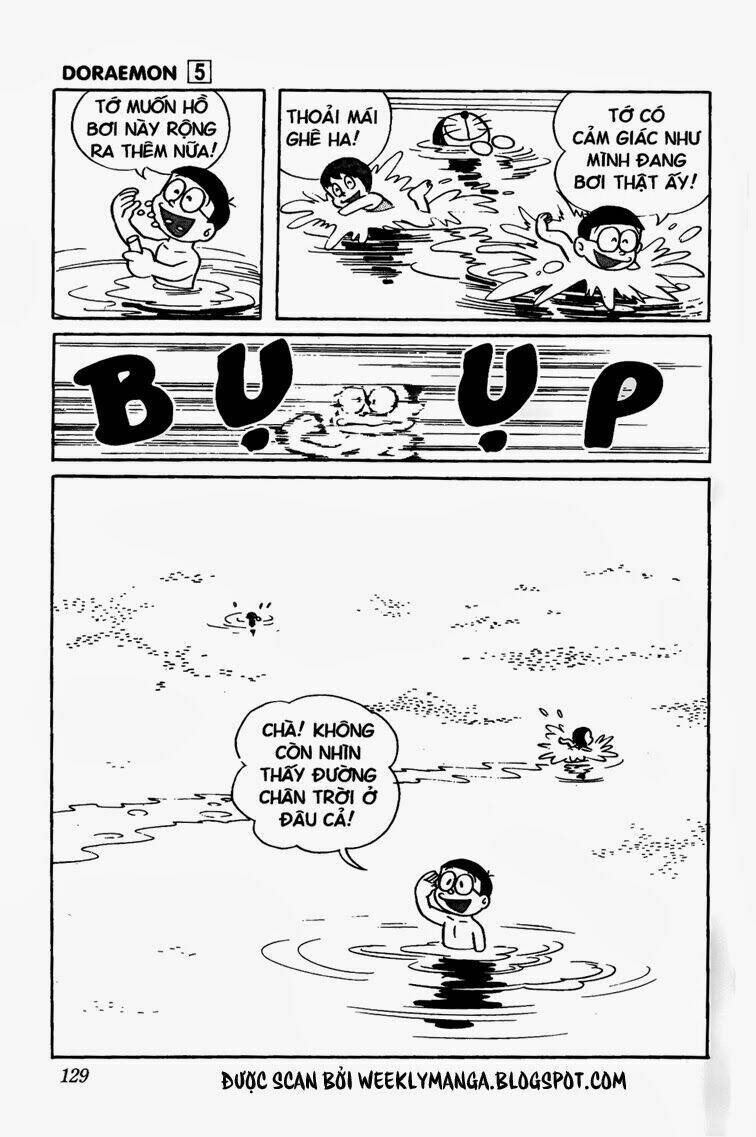 DORAEMON 5
TỚ MUỐN HỒ
BƠI NÀY RỘNG
RA THÊM NỮA!
THOẢI MÁI
GHÊ HA!
TỚ CÓ
CẢM GIÁC NHƯ
MÌNH ĐANG
BƠI THẬT ẤY!
BỤ ỤP
CHÀ! KHÔNG
CÒN NHÌN
THẤY ĐƯỜNG
CHÂN TRỜI Ở
ĐÂU CẢ!
129
ĐƯỢC SCAN BỞI WEEKLYMANGA.BLOGSPOT.COM